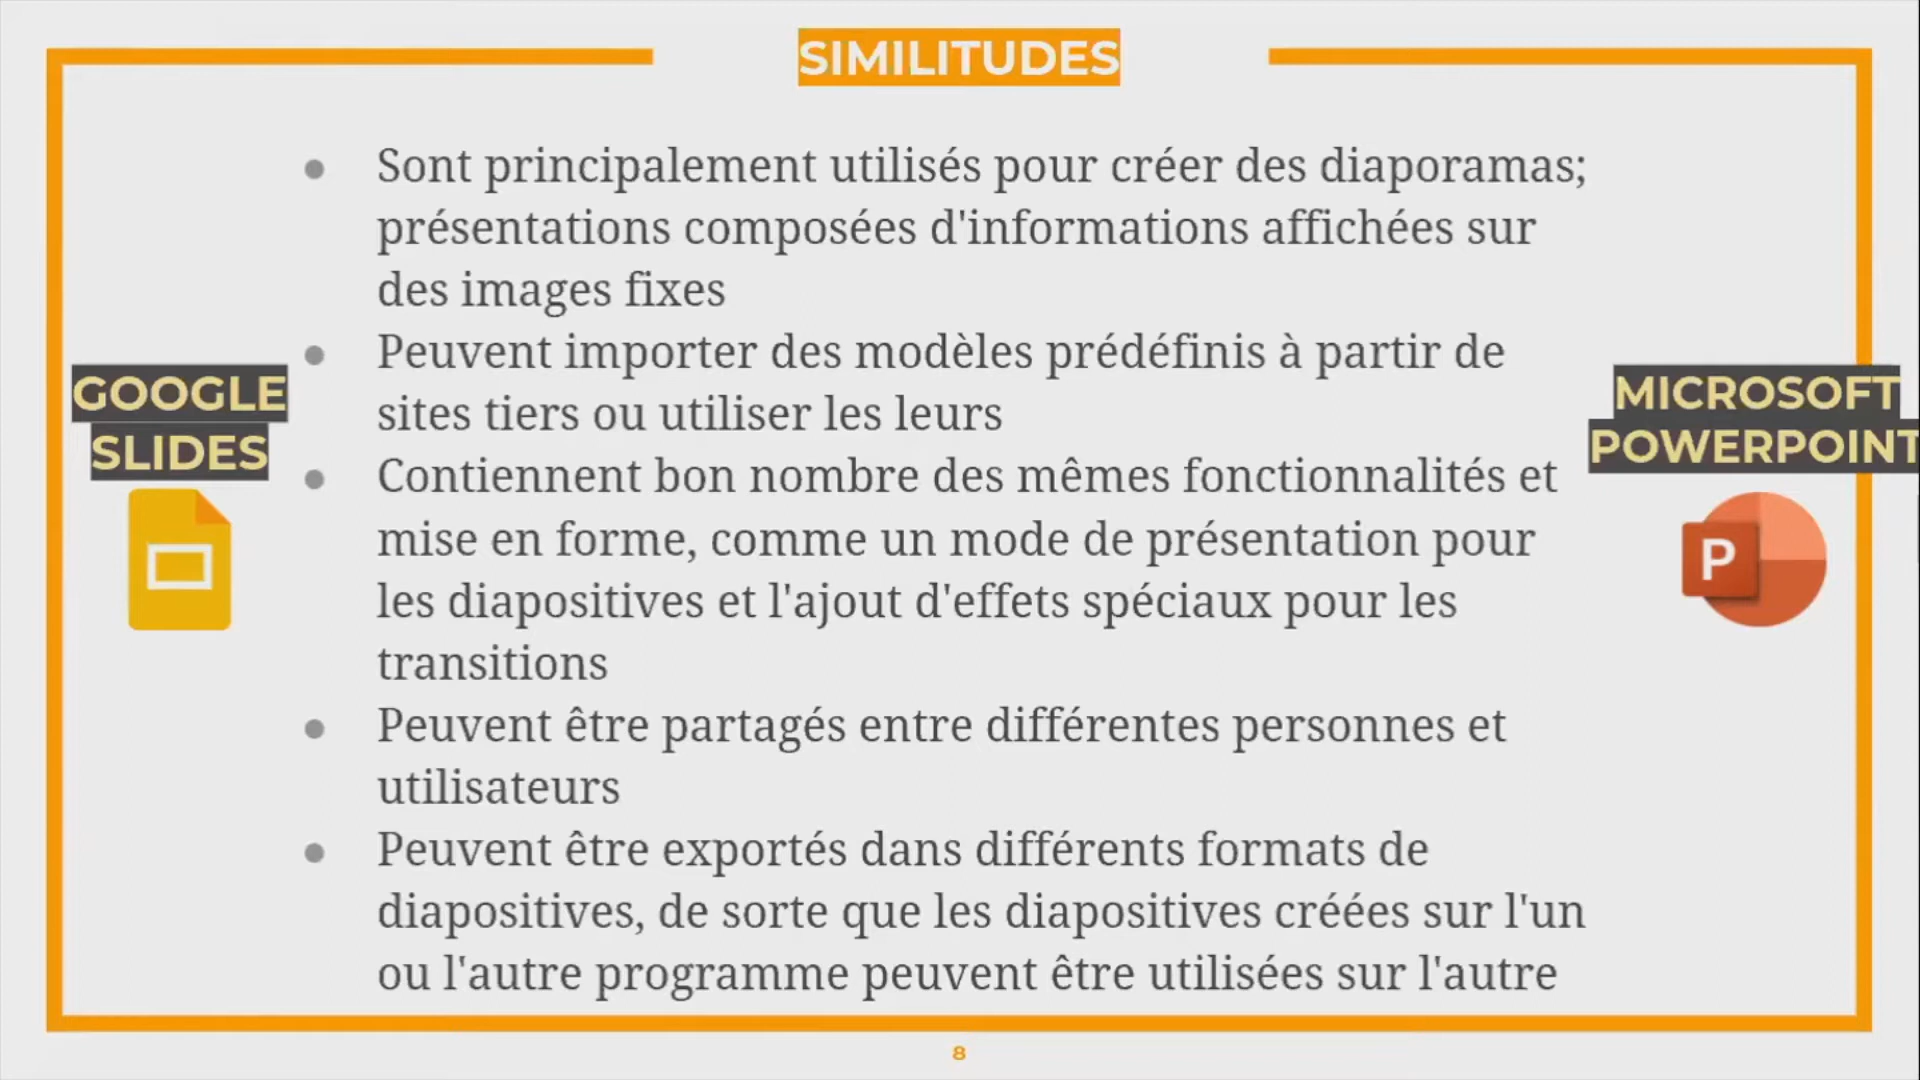 SIMILITUDES
Sont principalement utilisés pour créer des diaporamas;
présentations composées d'informations affichées sur
des images fixes
Peuvent importer des modèles prédéfinis à partir de
sites tiers ou utiliser les leurs
Contiennent bon nombre des mêmes fonctionnalités et
mise en forme, comme un mode de présentation pour
les diapositives et l'ajout d'effets spéciaux pour les
transitions
Peuvent être partagés entre différentes personnes et
utilisateurs
Peuvent être exportés dans différents formats de
diapositives, de sorte que les diapositives créées sur l'un
ou l'autre programme peuvent être utilisées sur l'autre
GOOGLE
SLIDES
MICROSOFT
POWERPOINT
P
8